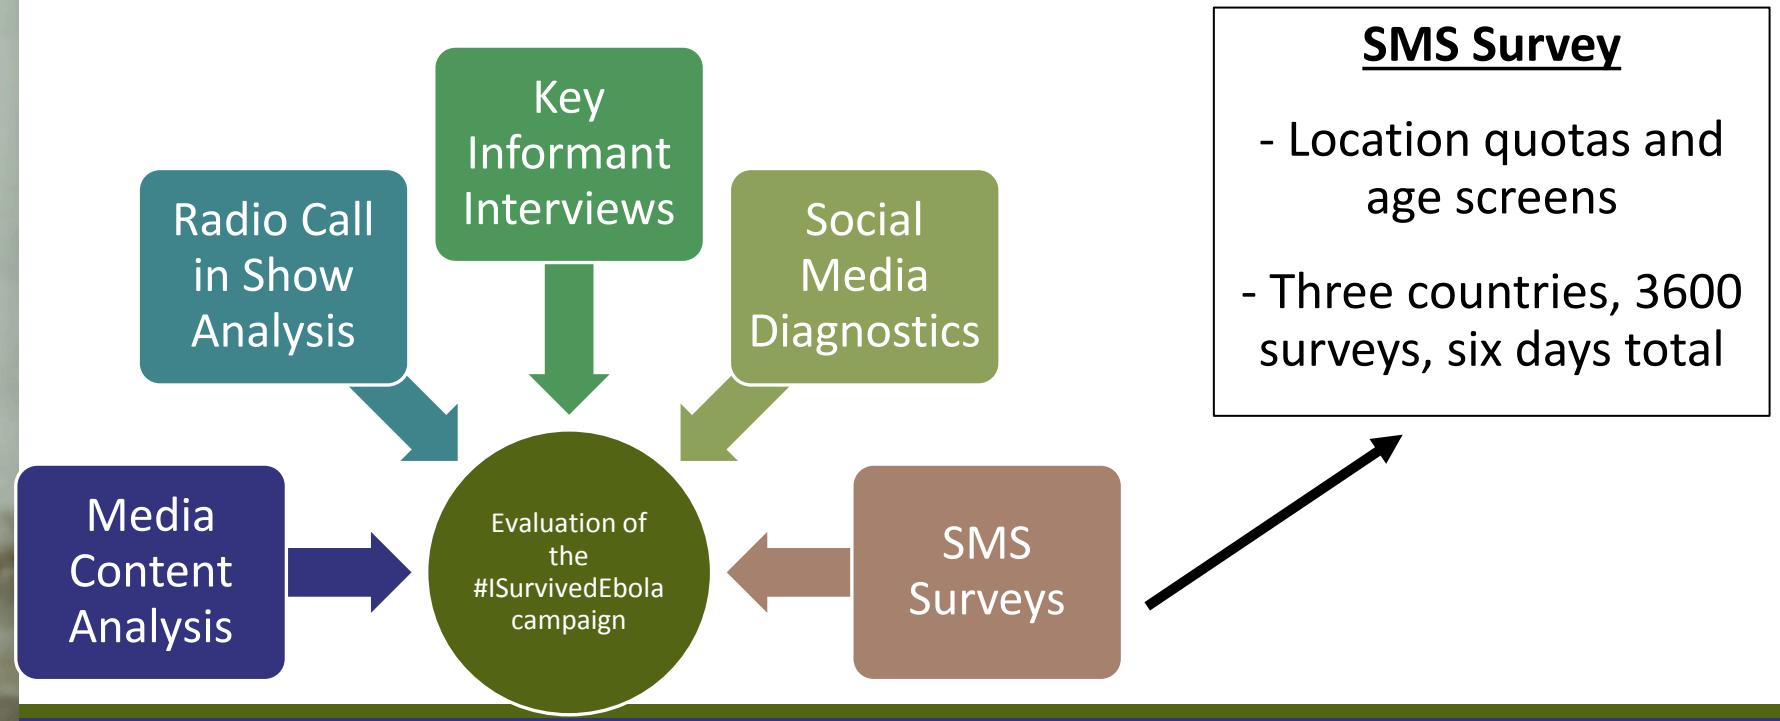 Key
Informant
Interviews
Radio Call
in Show
Analysis
Social
Media
Diagnostics
Media
Content
Analysis
Evaluation of
the
#ISurvivedEbola
campaign
SMS
Surveys
SMS Survey
- Location quotas and
age screens
- Three countries, 3600
surveys, six days total